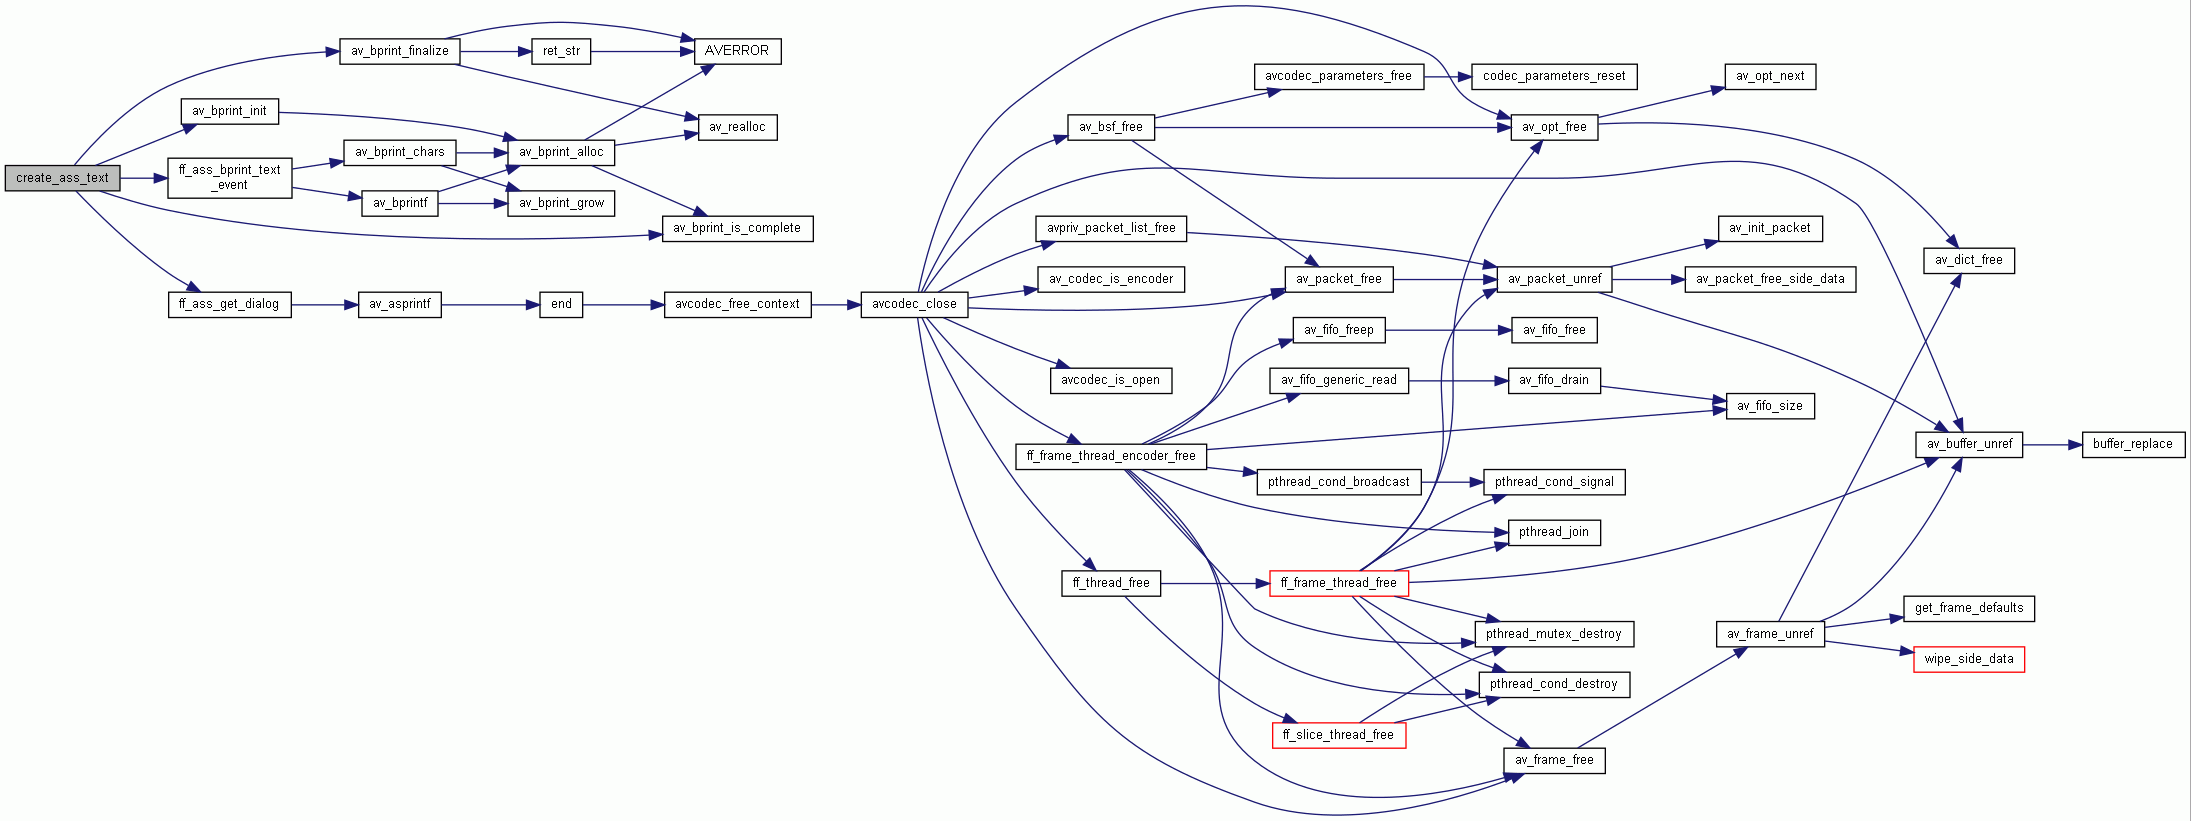 av_bprint_finalize
ret_str
AVERROR
avcodec_parameters_free
codec_parameters_reset
av_opt_next
av_bprint_init
av_realloc
av_bsf_free
av_opt_free
create_ass_text
ff_ass_bprint_text
_event
av_bprint_chars
av_bprint_alloc
av_bprintf
av_bprint_grow
av_bprint_is_complete
avpriv_packet_list_free
av_init_packet
av_dict_free
av_codec_is_encoder
av_packet_free
av_packet_unref
av_packet_free_side_data
ff_ass_get_dialog
av_asprintf
end
avcodec_free_context
avcodec_close
av_fifo_freep
av_fifo_free
avcodec_is_open
av_fifo_generic_read
av_fifo_drain
av_fifo_size
av_buffer_unref
buffer_replace
ff_frame_thread_encoder_free
pthread_cond_broadcast
pthread_cond_signal
pthread_join
ff_thread_free
ff_frame_thread_free
get_frame_defaults
pthread_mutex_destroy
av_frame_unref
wipe_side_data
pthread_cond_destroy
ff_slice_thread_free
av_frame_free